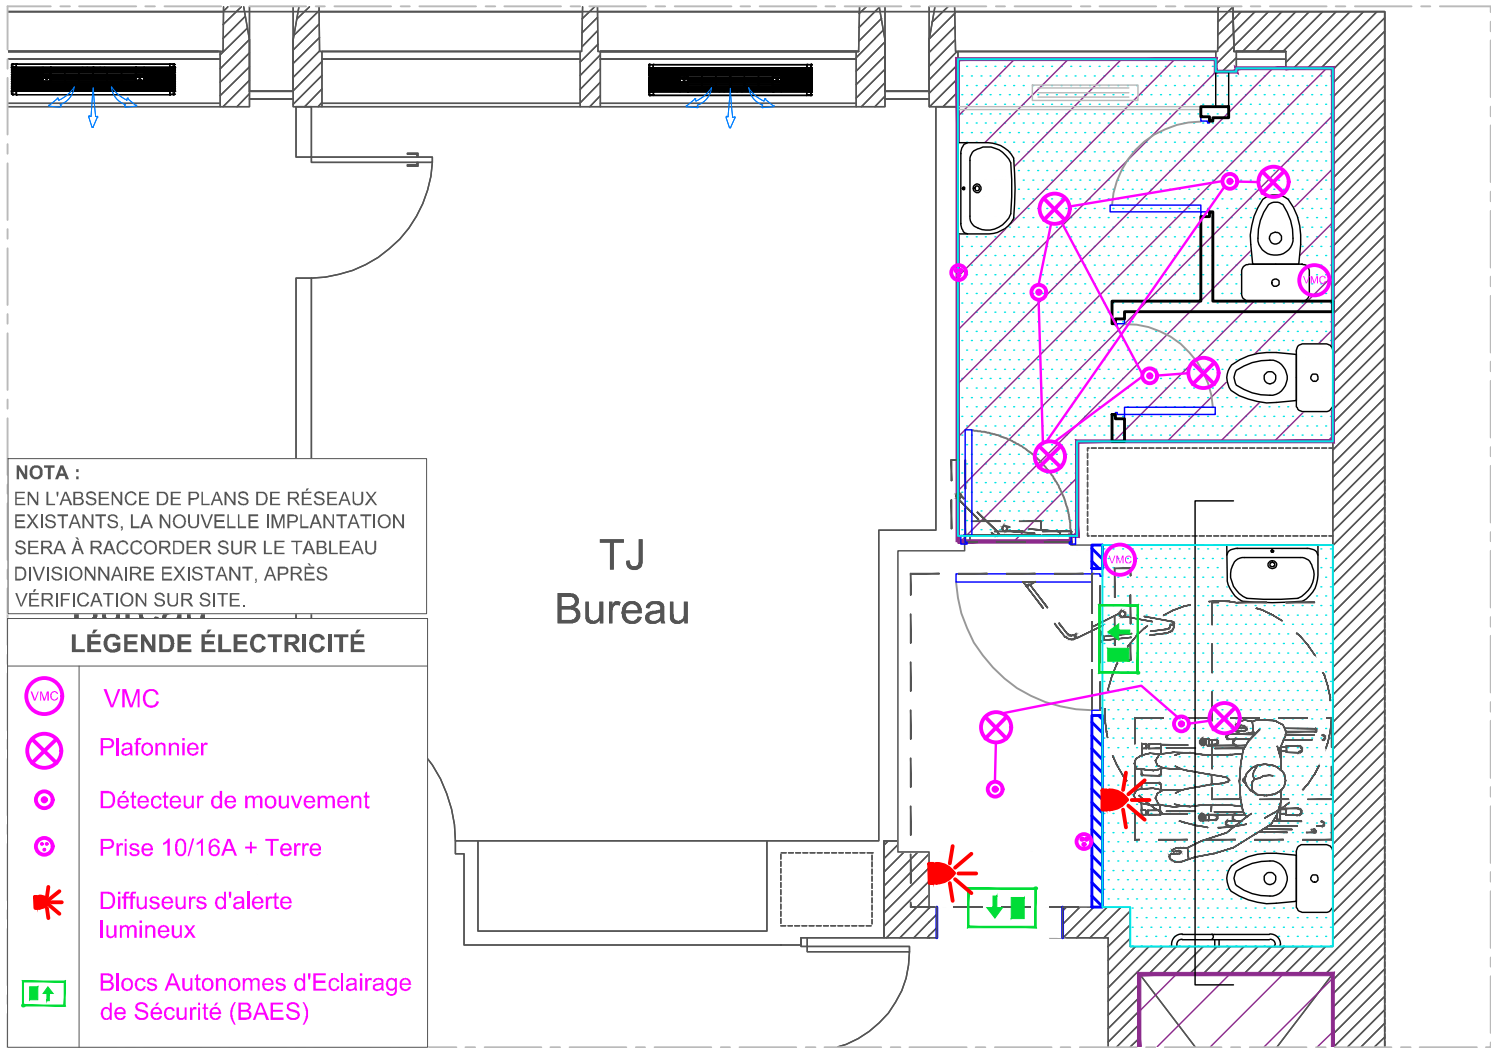 VMC
TJ
Bureau
VMC
NOTA :
EN L'ABSENCE DE PLANS DE RÉSEAUX
EXISTANTS, LA NOUVELLE IMPLANTATION
SERA À RACCORDER SUR LE TABLEAU
DIVISIONNAIRE EXISTANT, APRÈS
VÉRIFICATION SUR SITE.
LÉGENDE ÉLECTRICITÉ
VMC VMC
Plafonnier
Détecteur de mouvement
Prise 10/16A + Terre
Diffuseurs d'alerte
lumineux
Blocs Autonomes d'Eclairage
de Sécurité (BAES)